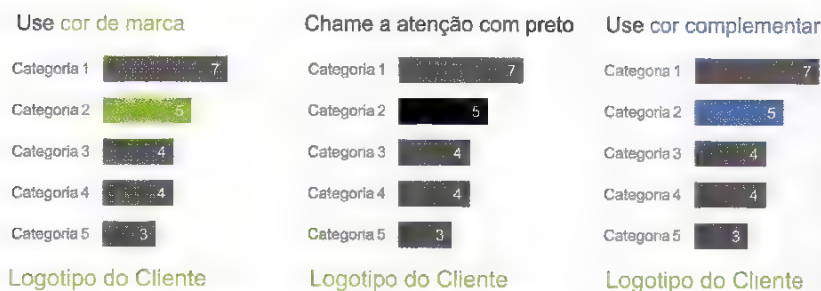 Use cor de marca
Categoria 1
7
Categoria 2
5
Categoria 3
4
Categoria 4
4
Categoria 5
3
Logotipo do Cliente
Chame a atenção com preto
Categoria 1
7
Categoria 2
5
Categoria 3
4
Categoria 4
4
Categoria 5
3
Logotipo do Cliente
Use cor complementar
Categoria 1
7
Categoria 2
5
Categoria 3
4
Categoria 4
4
Categoria 5
3
Logotipo do Cliente